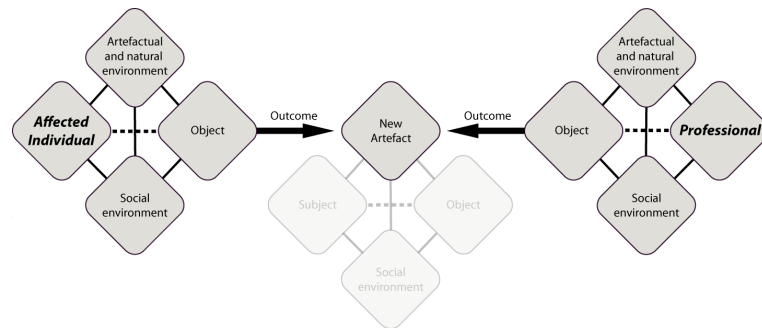 Artefactual
and natural
environment
Affected
Individual
Object
Social
environment
Outcome
New
Artefact
Subject
Object
Social
environment
Outcome
Artefactual
and natural
environment
Object
Professional
Social
environment